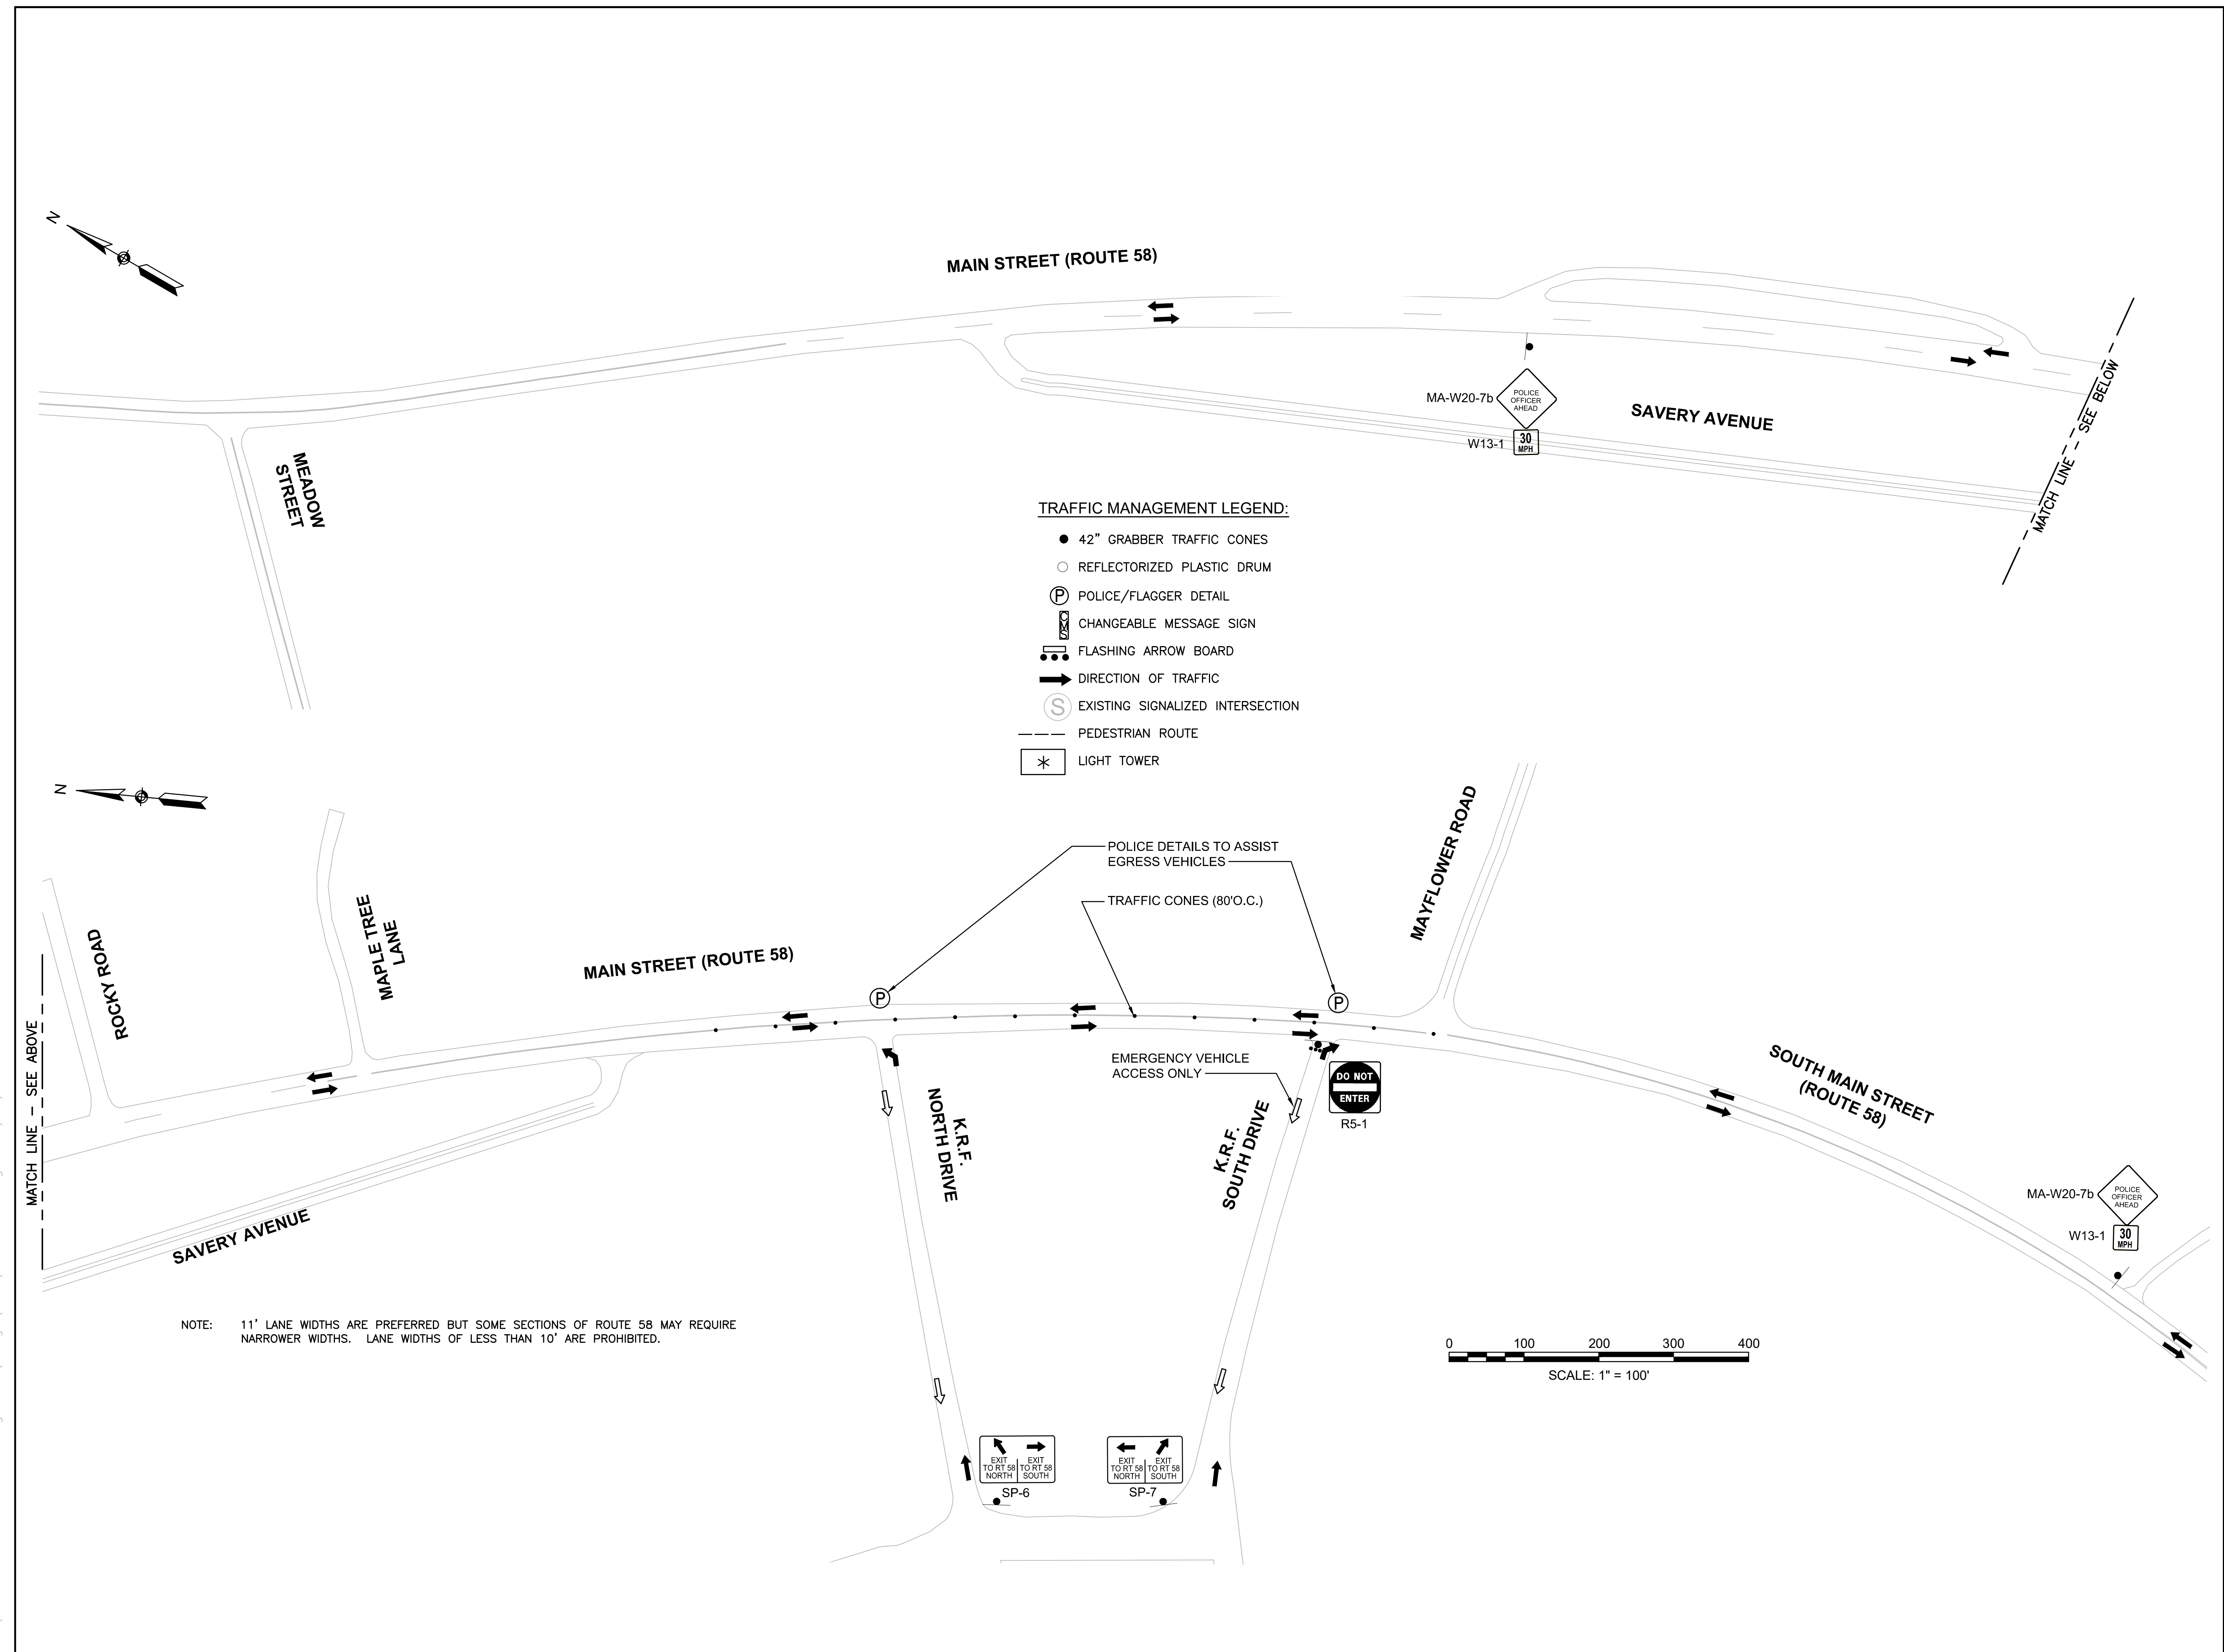 N
MAIN STREET (ROUTE 58)
MATCH LINE - SEE BELOW
MA-W20-7b
POLICE
OFFICER
AHEAD
W13-1
30
MPH
SAVERY AVENUE
MEADOW
STREET
TRAFFIC MANAGEMENT LEGEND:
42" GRABBER TRAFFIC CONES
REFLECTORIZED PLASTIC DRUM
P POLICE/FLAGGER DETAIL
CMS CHANGEABLE MESSAGE SIGN
FLASHING ARROW BOARD
DIRECTION OF TRAFFIC
S EXISTING SIGNALIZED INTERSECTION
PEDESTRIAN ROUTE
LIGHT TOWER
N
MATCH LINE - SEE ABOVE
ROCKY ROAD
MAPLE TREE
LANE
MAIN STREET (ROUTE 58)
POLICE DETAILS TO ASSIST
EGRESS VEHICLES
TRAFFIC CONES (80'O.C.)
MAYFLOWER ROAD
P
P
EMERGENCY VEHICLE
ACCESS ONLY
DO NOT
ENTER
R5-1
K.R.F.
NORTH DRIVE
K.R.F.
SOUTH DRIVE
SOUTH MAIN STREET
(ROUTE 58)
MA-W20-7b
POLICE
OFFICER
AHEAD
W13-1
30
MPH
SAVERY AVENUE
NOTE: 11' LANE WIDTHS ARE PREFERRED BUT SOME SECTIONS OF ROUTE 58 MAY REQUIRE
NARROWER WIDTHS. LANE WIDTHS OF LESS THAN 10' ARE PROHIBITED.
0 100 200 300 400
SCALE: 1" = 100'
EXIT
TO RT 58
NORTH
EXIT
TO RT 58
SOUTH
SP-6
EXIT
TO RT 58
NORTH
EXIT
TO RT 58
SOUTH
SP-7